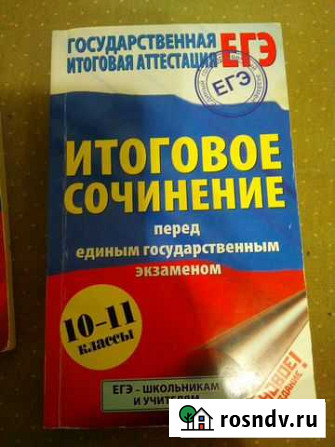 ГОСУДАРСТВЕННАЯ
ИТОГОВАЯ АТТЕСТАЦИЯ ЕГЭ
ЕГЭ
ИТОГОВОЕ
СОЧИНЕНИЕ
перед
единым государственным
экзаменом
10-11
классы
ЕГЭ - ШКОЛЬНИКАМ
И УЧИТЕЛЯМ
rosndv.ru